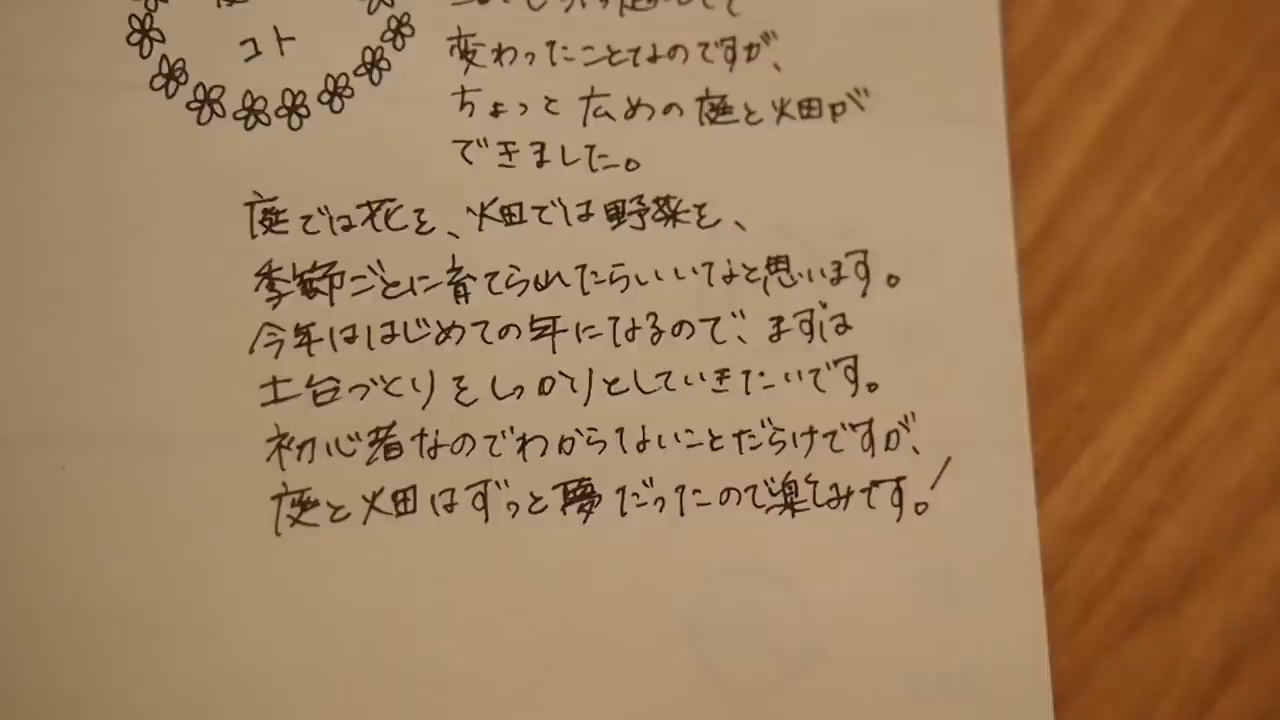 コト
変わったことなのですが、
ちょっと広めの庭と畑が
できました。
庭では花を、畑では野菜を、
季節ごとに育てられたらいいなと思います。
今年ははじめての年になるので、まずは
土台づくりをしっかりとしていきたいです。
初心者なのでわからないことだらけですが、
庭と畑はずっと夢だったので楽しみです!